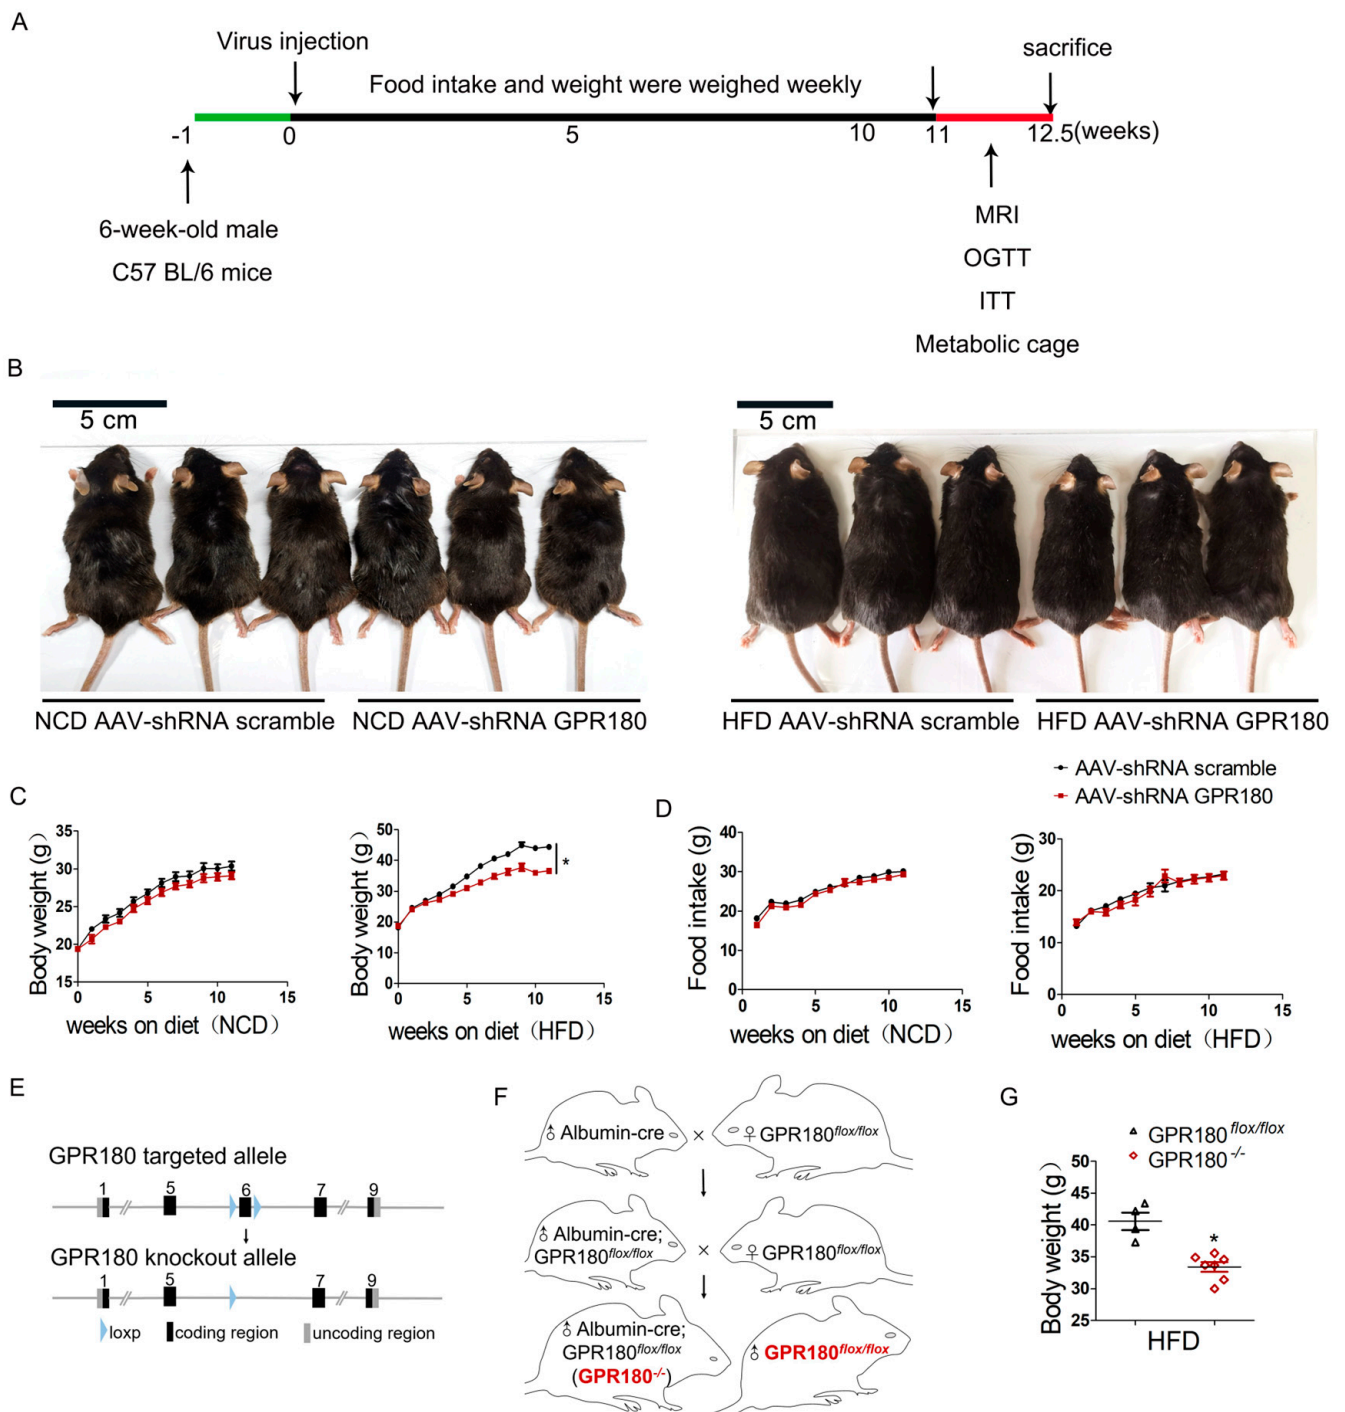 A
Virus injection
sacrifice
Food intake and weight were weighed weekly
-1
0
5
10
11
12.5(weeks)
6-week-old male
C57 BL/6 mice
MRI
OGTT
ITT
Metabolic cage
B
5 cm
5 cm
NCD AAV-shRNA scramble
NCD AAV-shRNA GPR180
HFD AAV-shRNA scramble
HFD AAV-shRNA GPR180
AAV-shRNA scramble
AAV-shRNA GPR180
C
Body weight (g)
35
30
25
20
15
0
5
10
15
weeks on diet（NCD）
Body weight (g)
50
40
30
20
10
0
0
5
10
15
weeks on diet（HFD）
*
D
Food intake (g)
40
30
20
10
0
0
5
10
15
weeks on diet（NCD）
Food intake (g)
30
20
10
0
0
5
10
15
weeks on diet（HFD）
E
GPR180 targeted allele
1
5
6
7
9
GPR180 knockout allele
1
5
7
9
loxp
coding region
uncoding region
F
♂ Albumin-cre
×
♀ GPR180flox/flox
♂ Albumin-cre;
GPR180flox/flox
×
♀ GPR180flox/flox
♂ Albumin-cre;
GPR180flox/flox
(GPR180-/-)
♂ GPR180flox/flox
G
GPR180 flox/flox
GPR180 -/-
Body weight (g)
50
45
40
35
30
25
*
HFD